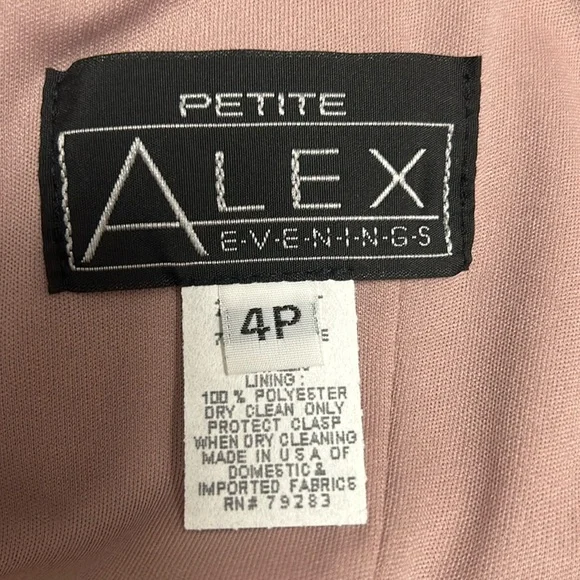 PETITE
ALEX
E-V-E-N-I-N-G-S
4P
LINING:
100% POLYESTER
DRY CLEAN ONLY
PROTECT CLASP
WHEN DRY CLEANING
MADE IN U S A OF
DOMESTIC &
IMPORTED FABRICS
RN# 79283